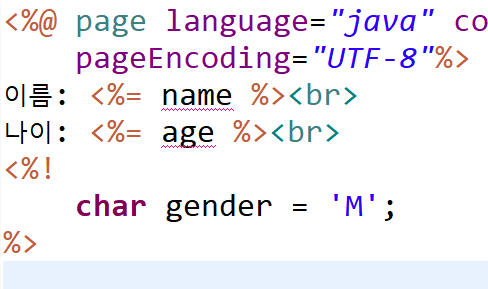 <%@ page language="java" co
pageEncoding="UTF-8"%>
이름: <%= name %><br>
나이: <%= age %><br>
<%!
char gender = 'M';
%>